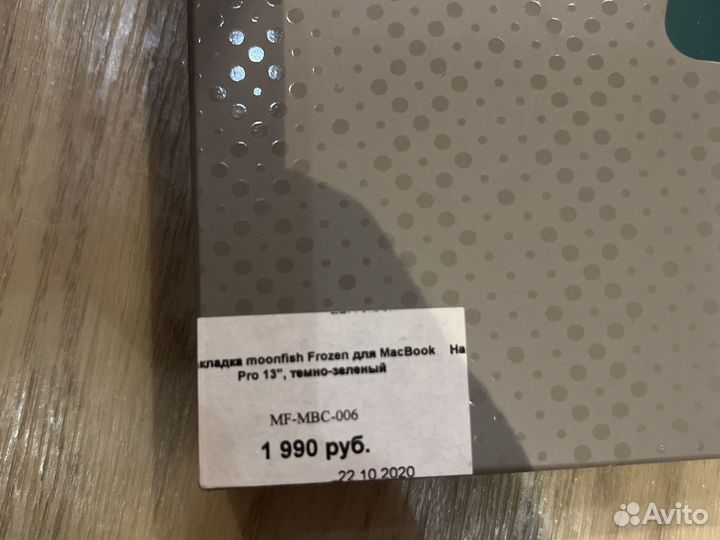 кладка moonfish Frozen для MacBook На
Pro 13", темно-зеленый
MF-MBC-006
1 990 руб.
22.10.2020
Avito